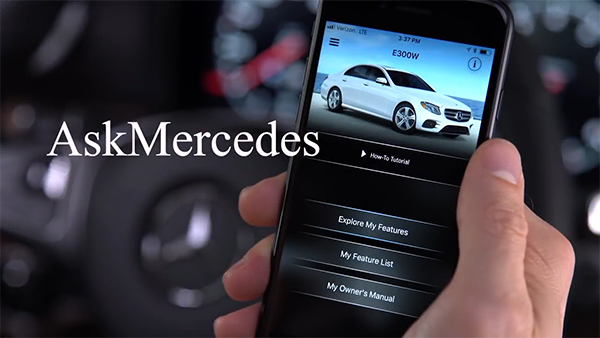 Verizon LTE
3:37 PM
E300W
AskMercedes
How-To Tutorial
Explore My Features
My Feature List
My Owner's Manual